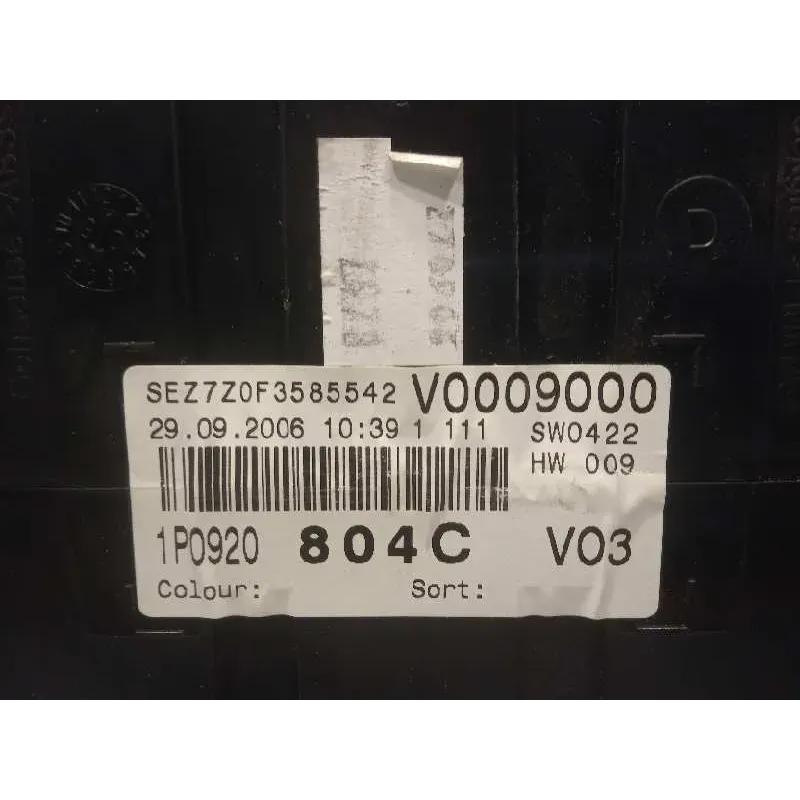 SEZ7Z0F3585542 V0009000
29.09.2006 10:39 1 111 SW0422
HW 009
1P0920 804C V03
Colour: Sort: